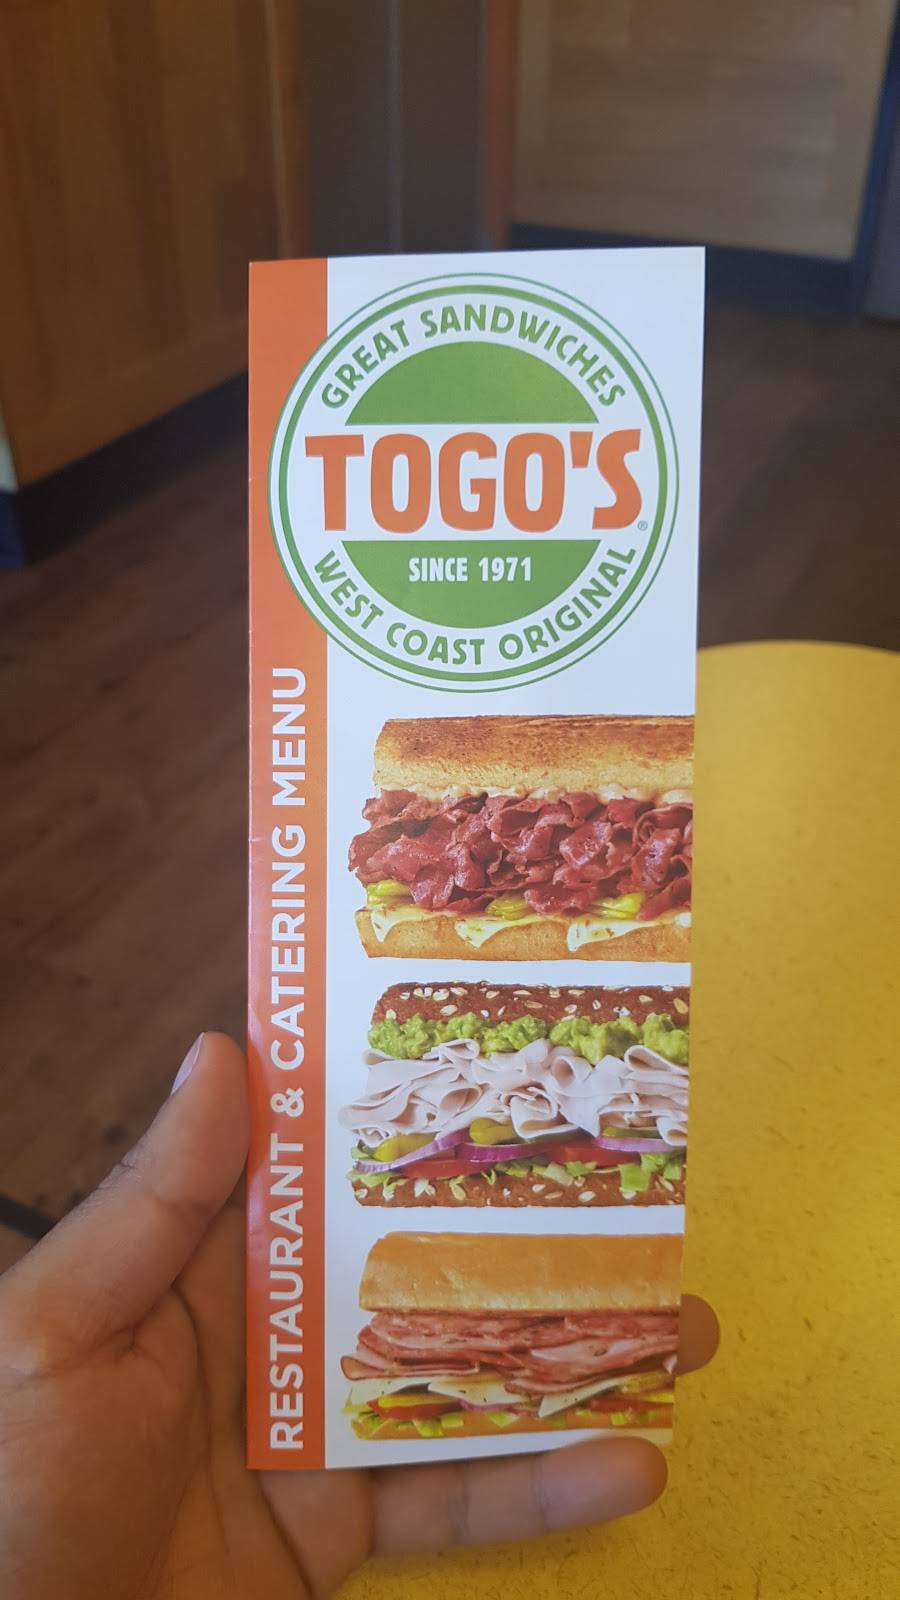 GREAT SANDWICHES
TOGO'S®
SINCE 1971
WEST COAST ORIGINAL
RESTAURANT & CATERING MENU